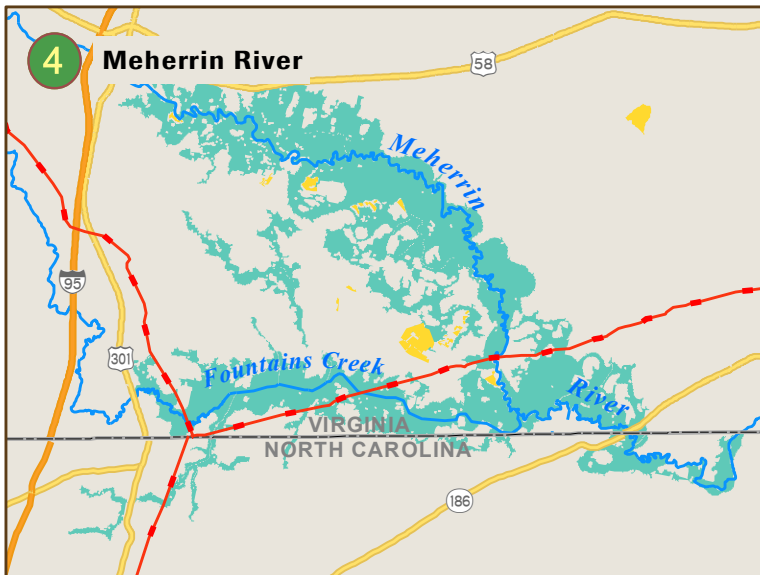 4
Meherrin River
58
Meherrin
95
301
Fountains Creek
River
VIRGINIA
NORTH CAROLINA
186